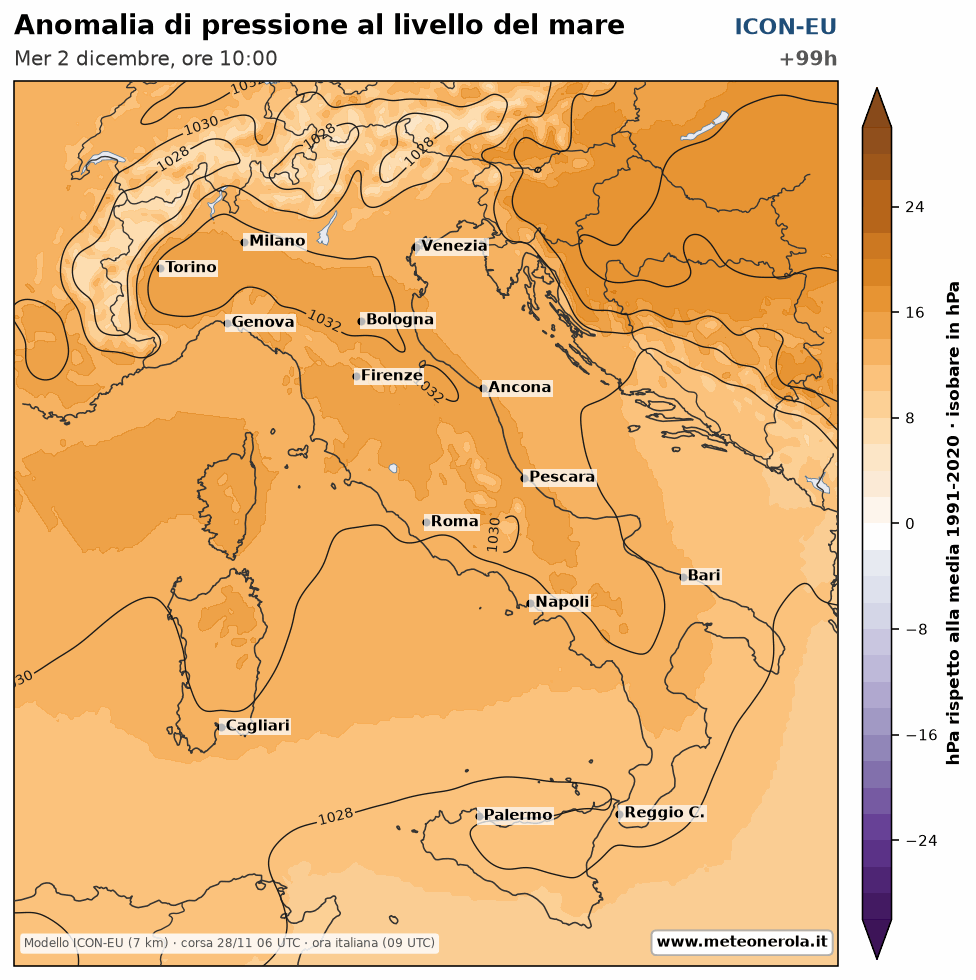 Anomalia di pressione al livello del mare
ICON-EU
Mer 2 dicembre, ore 10:00
+99h
1030
1028
1028
1028
Milano
Venezia
Torino
Genova
1032
Bologna
Firenze
1032
Ancona
Pescara
Roma
1030
Bari
Napoli
30
Cagliari
1028
Palermo
Reggio C.
24
16
8
0
−8
−16
−24
hPa rispetto alla media 1991-2020 · isobare in hPa
Modello ICON-EU (7 km) · corsa 28/11 06 UTC · ora italiana (09 UTC)
www.meteonerola.it